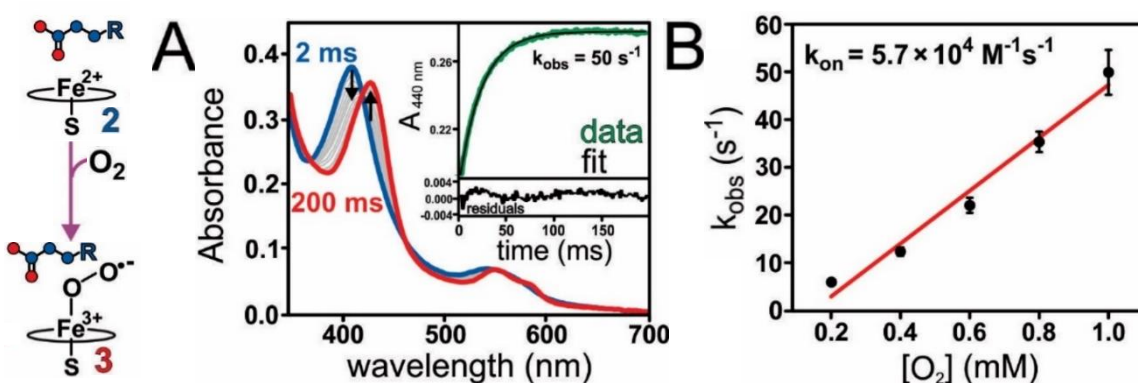 R
Fe2+
S
2
O2
R
O•-
O
Fe3+
S
3
A
Absorbance
0.4
0.3
0.2
0.1
0.0
2 ms
200 ms
400
500
600
700
wavelength (nm)
A 440 nm
0.26
0.22
kobs = 50 s-1
data
fit
0.004
0.000
-0.004
residuals
0
50
100
150
time (ms)
B
kon = 5.7 × 10^4 M-1s-1
kobs (s-1)
60
50
40
30
20
10
0
0.2
0.4
0.6
0.8
1.0
[O2] (mM)